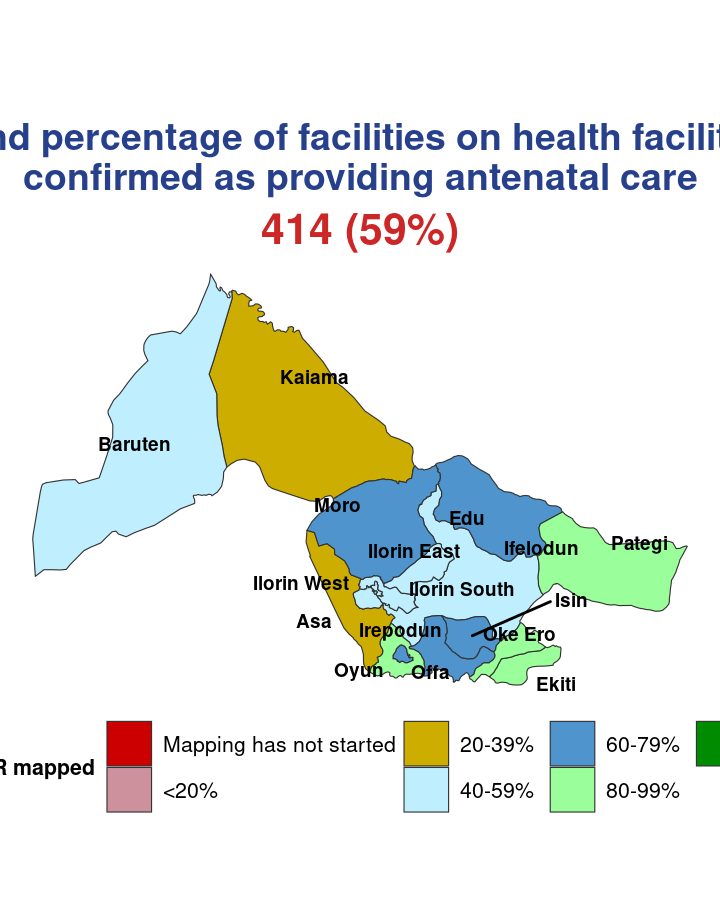 percentage of facilities on health
confirmed as providing antenatal care
414 (59%)
Kaiama
Baruten
Moro
Edu
Ilorin East
Ifelodun
Pategi
Ilorin West
Ilorin South
Isin
Asa
Irepodun
Oke Ero
Oyun
Offa
Ekiti
mapped
Mapping has not started
20-39%
60-79%
<20%
40-59%
80-99%